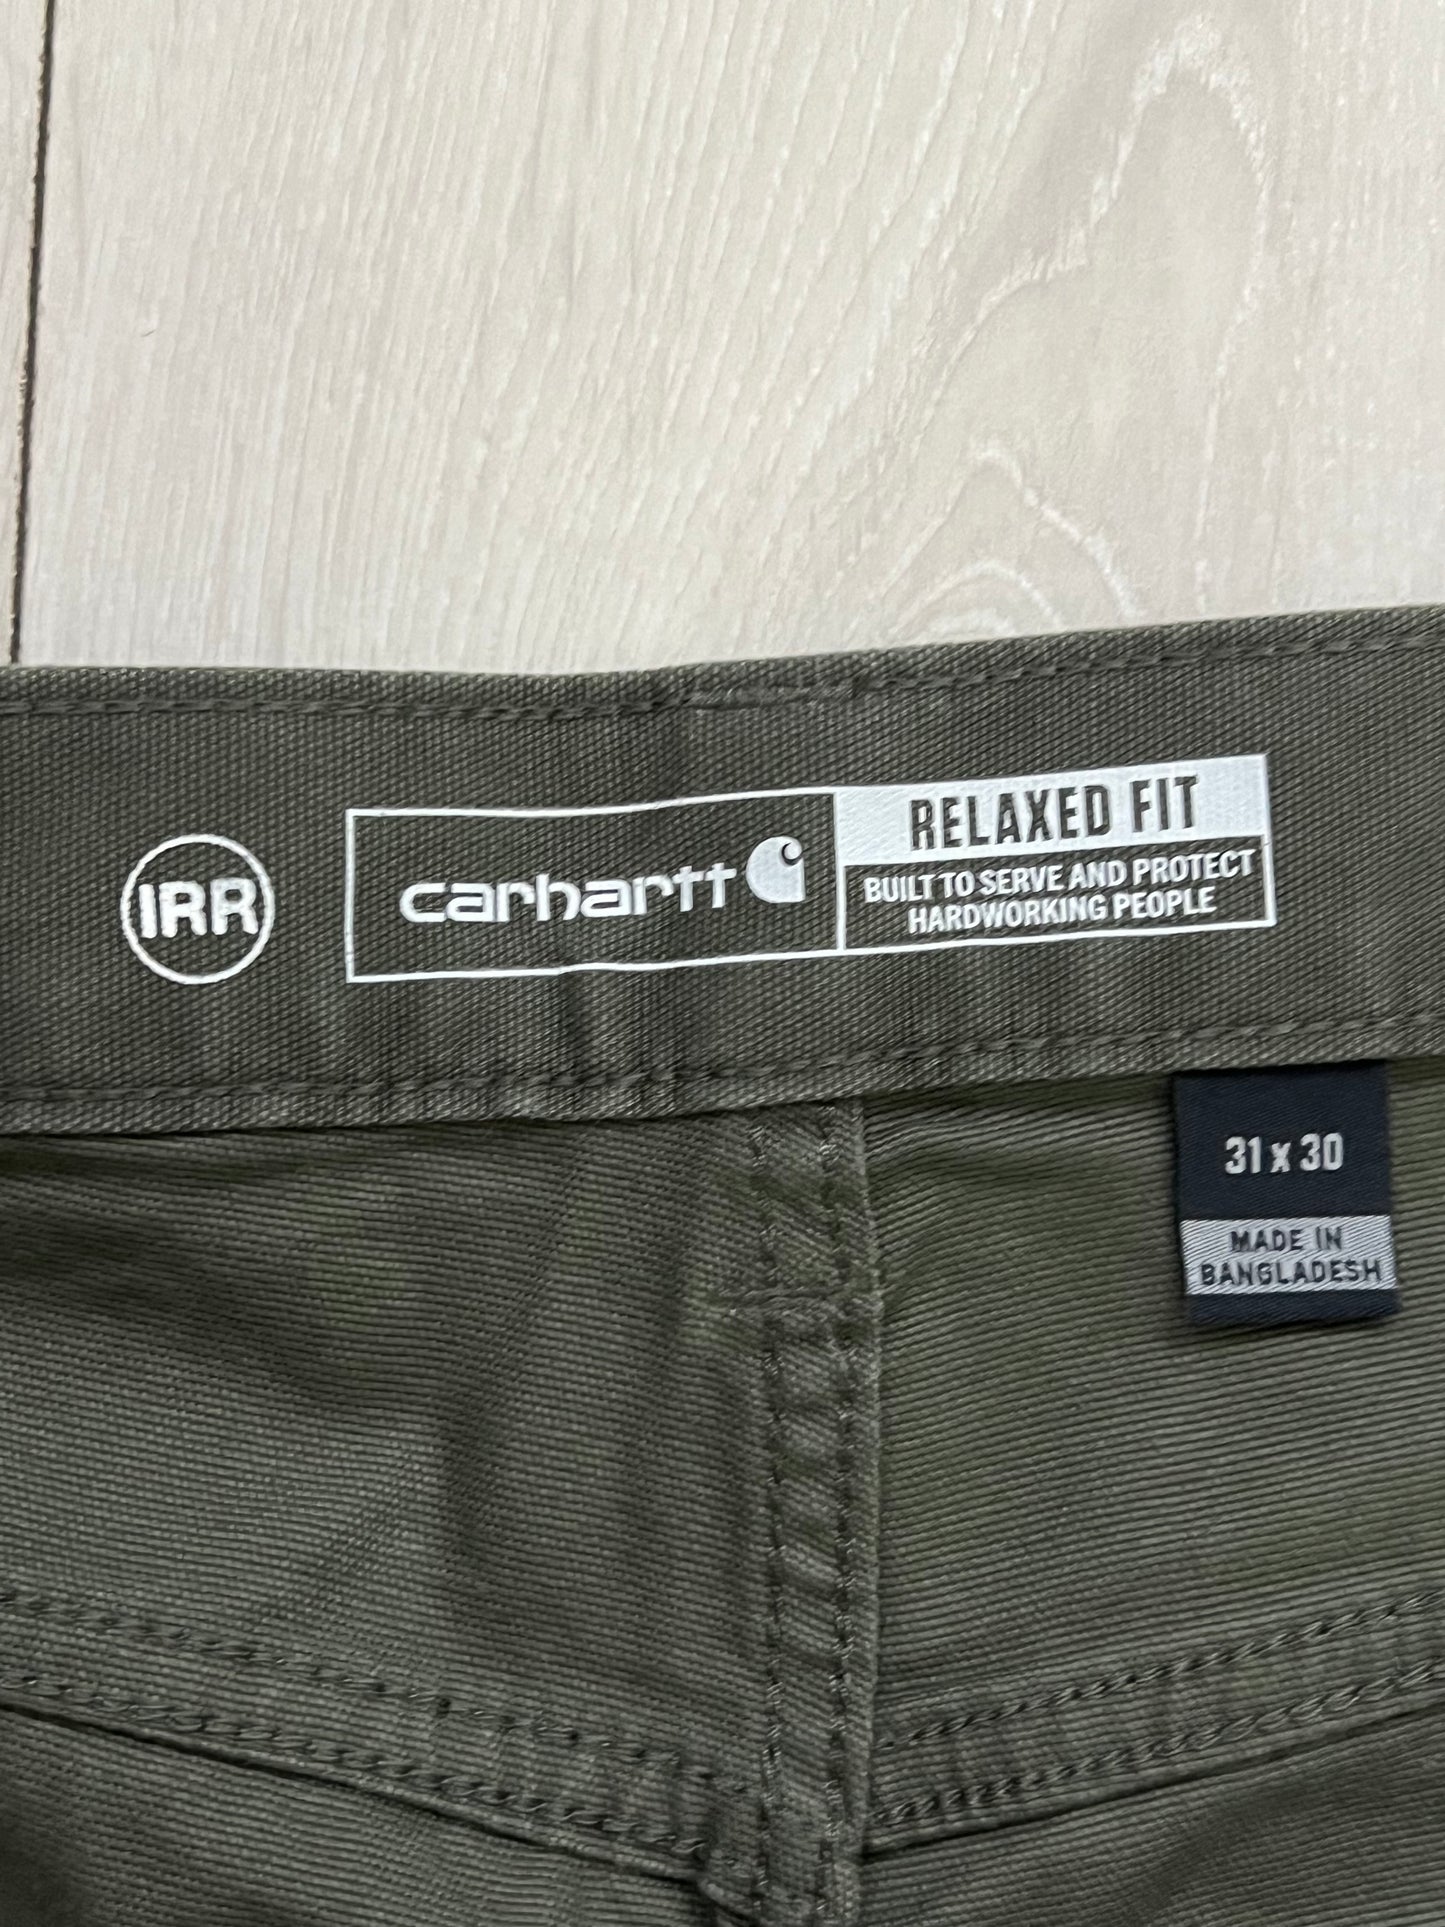 IRR
carhartt
RELAXED FIT
BUILT TO SERVE AND PROTECT
HARDWORKING PEOPLE
31 x 30
MADE IN
BANGLADESH